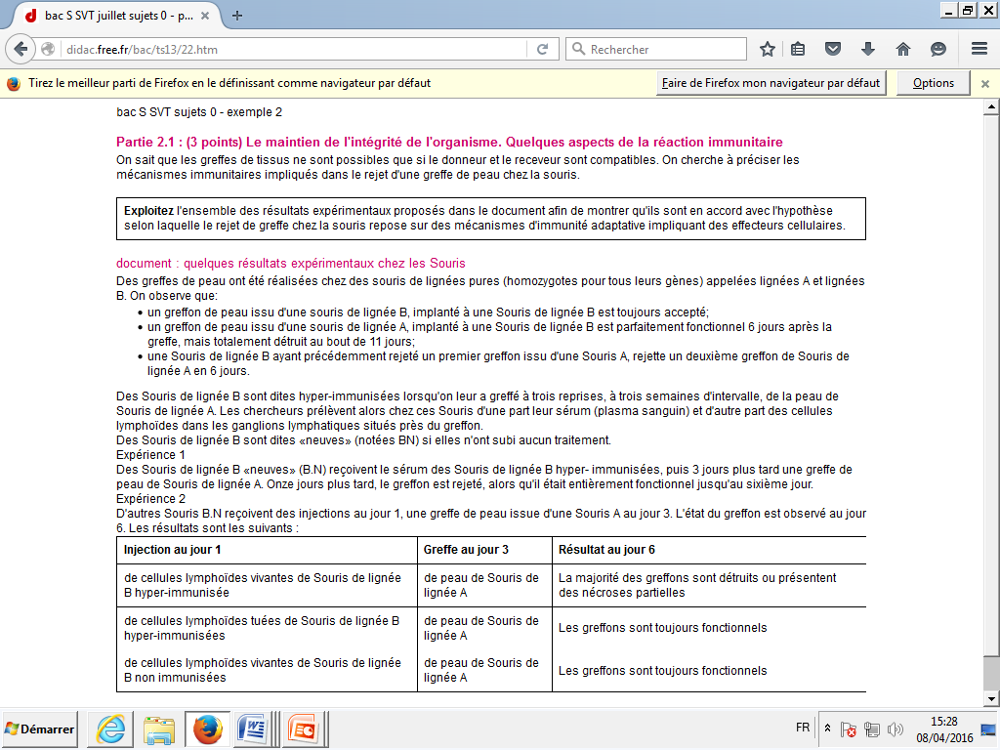 bac S SVT juillet sujets 0 - p...
didac.free.fr/bac/ts13/22.htm
Rechercher
Tirez le meilleur parti de Firefox en le définissant comme navigateur par défaut
Faire de Firefox mon navigateur par défaut
Options
bac S SVT sujets 0 - exemple 2
Partie 2.1 : (3 points) Le maintien de l'intégrité de l'organisme. Quelques aspects de la réaction immunitaire
On sait que les greffes de tissus ne sont possibles que si le donneur et le receveur sont compatibles. On cherche à préciser les
mécanismes immunitaires impliqués dans le rejet d'une greffe de peau chez la souris.
Exploitez l'ensemble des résultats expérimentaux proposés dans le document afin de montrer qu'ils sont en accord avec l'hypothèse
selon laquelle le rejet de greffe chez la souris repose sur des mécanismes d'immunité adaptative impliquant des effecteurs cellulaires.
document : quelques résultats expérimentaux chez les Souris
Des greffes de peau ont été réalisées chez des souris de lignées pures (homozygotes pour tous leurs gènes) appelées lignées A et lignées
B. On observe que:
• un greffon de peau issu d'une souris de lignée B, implanté à une Souris de lignée B est toujours accepté;
• un greffon de peau issu d'une souris de lignée A, implanté à une Souris de lignée B est parfaitement fonctionnel 6 jours après la
greffe, mais totalement détruit au bout de 11 jours;
• une Souris de lignée B ayant précédemment rejeté un premier greffon issu d'une Souris A, rejette un deuxième greffon de Souris de
lignée A en 6 jours.
Des Souris de lignée B sont dites hyper-immunisées lorsqu'on leur a greffé à trois reprises, à trois semaines d'intervalle, de la peau de
Souris de lignée A. Les chercheurs prélèvent alors chez ces Souris d'une part leur sérum (plasma sanguin) et d'autre part des cellules
lymphoïdes dans les ganglions lymphatiques situés près du greffon.
Des Souris de lignée B sont dites «neuves» (notées BN) si elles n'ont subi aucun traitement.
Expérience 1
Des Souris de lignée B «neuves» (B.N) reçoivent le sérum des Souris de lignée B hyper- immunisées, puis 3 jours plus tard une greffe de
peau de Souris de lignée A. Onze jours plus tard, le greffon est rejeté, alors qu'il était entièrement fonctionnel jusqu'au sixième jour.
Expérience 2
D'autres Souris B.N reçoivent des injections au jour 1, une greffe de peau issue d'une Souris A au jour 3. L'état du greffon est observé au jour
6. Les résultats sont les suivants :
Injection au jour 1
Greffe au jour 3
Résultat au jour 6
de cellules lymphoïdes vivantes de Souris de lignée
B hyper-immunisée
de peau de Souris de
lignée A
La majorité des greffons sont détruits ou présentent
des nécroses partielles
de cellules lymphoïdes tuées de Souris de lignée B
hyper-immunisées
de peau de Souris de
lignée A
Les greffons sont toujours fonctionnels
de cellules lymphoïdes vivantes de Souris de lignée
B non immunisées
de peau de Souris de
lignée A
Les greffons sont toujours fonctionnels
Démarrer
FR
15:28
08/04/2016